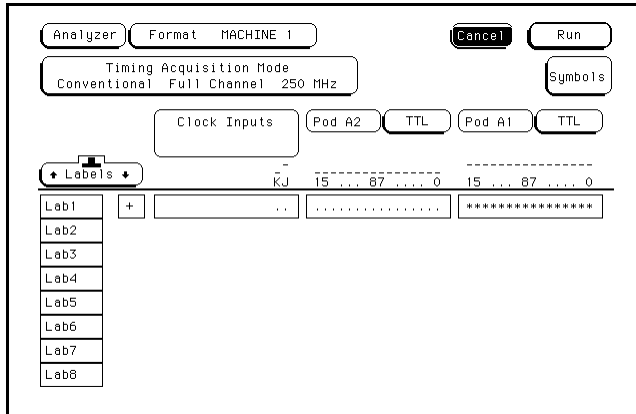 Analyzer Format MACHINE 1 Cancel Run
Timing Acquisition Mode
Conventional Full Channel 250 MHz
Symbols
Clock Inputs Pod A2 TTL Pod A1 TTL
↑ Labels ↓
KJ 15 ... 87 .... 0 15 ... 87 .... 0
Lab1 + .. ................ ****************
Lab2
Lab3
Lab4
Lab5
Lab6
Lab7
Lab8